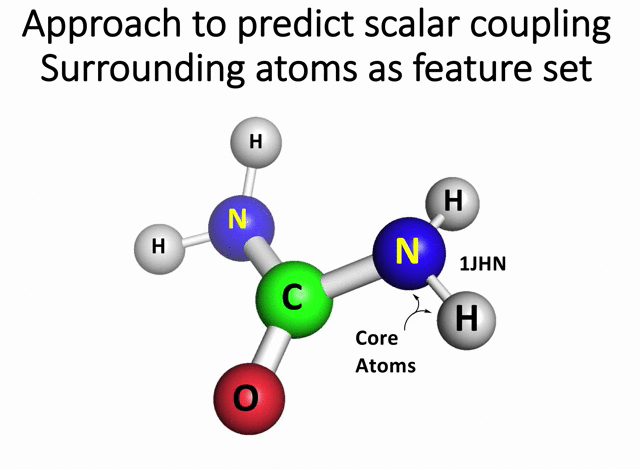 Approach to predict scalar coupling
Surrounding atoms as feature set
H
N
H
H
N
1JHN
C
H
Core
Atoms
O